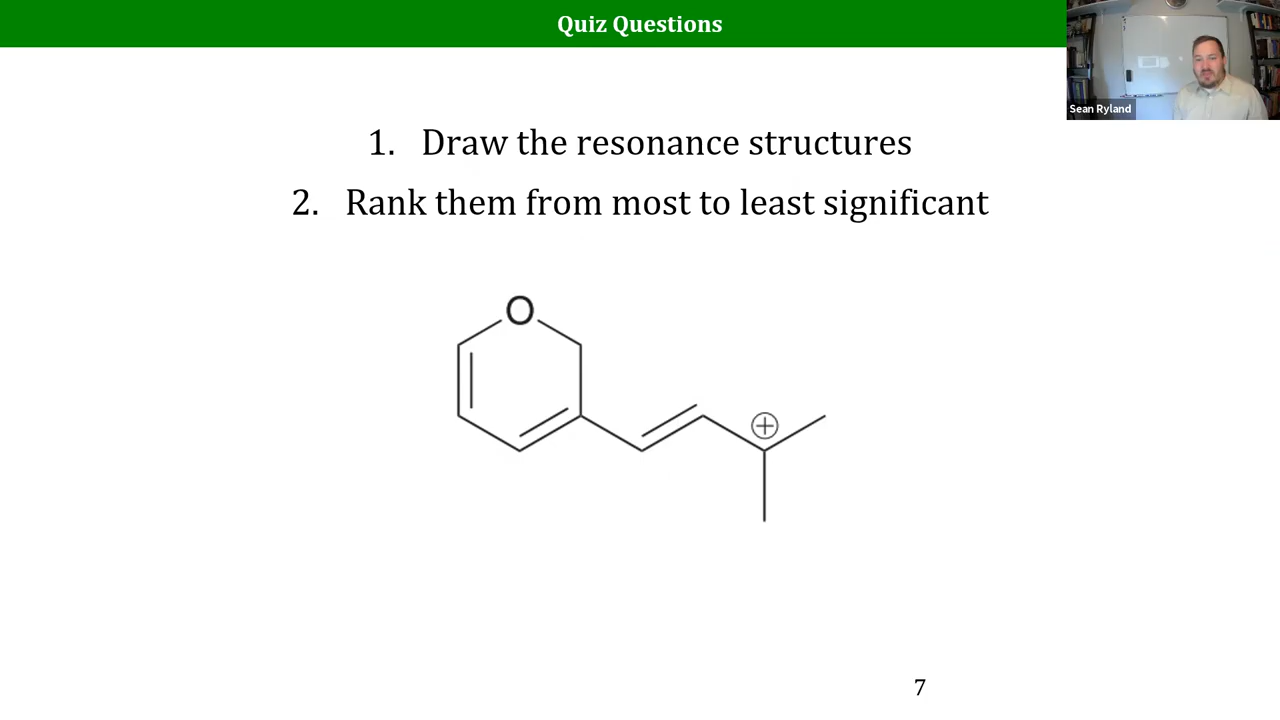 Quiz Questions
Sean Ryland
1. Draw the resonance structures
2. Rank them from most to least significant
O
+
7